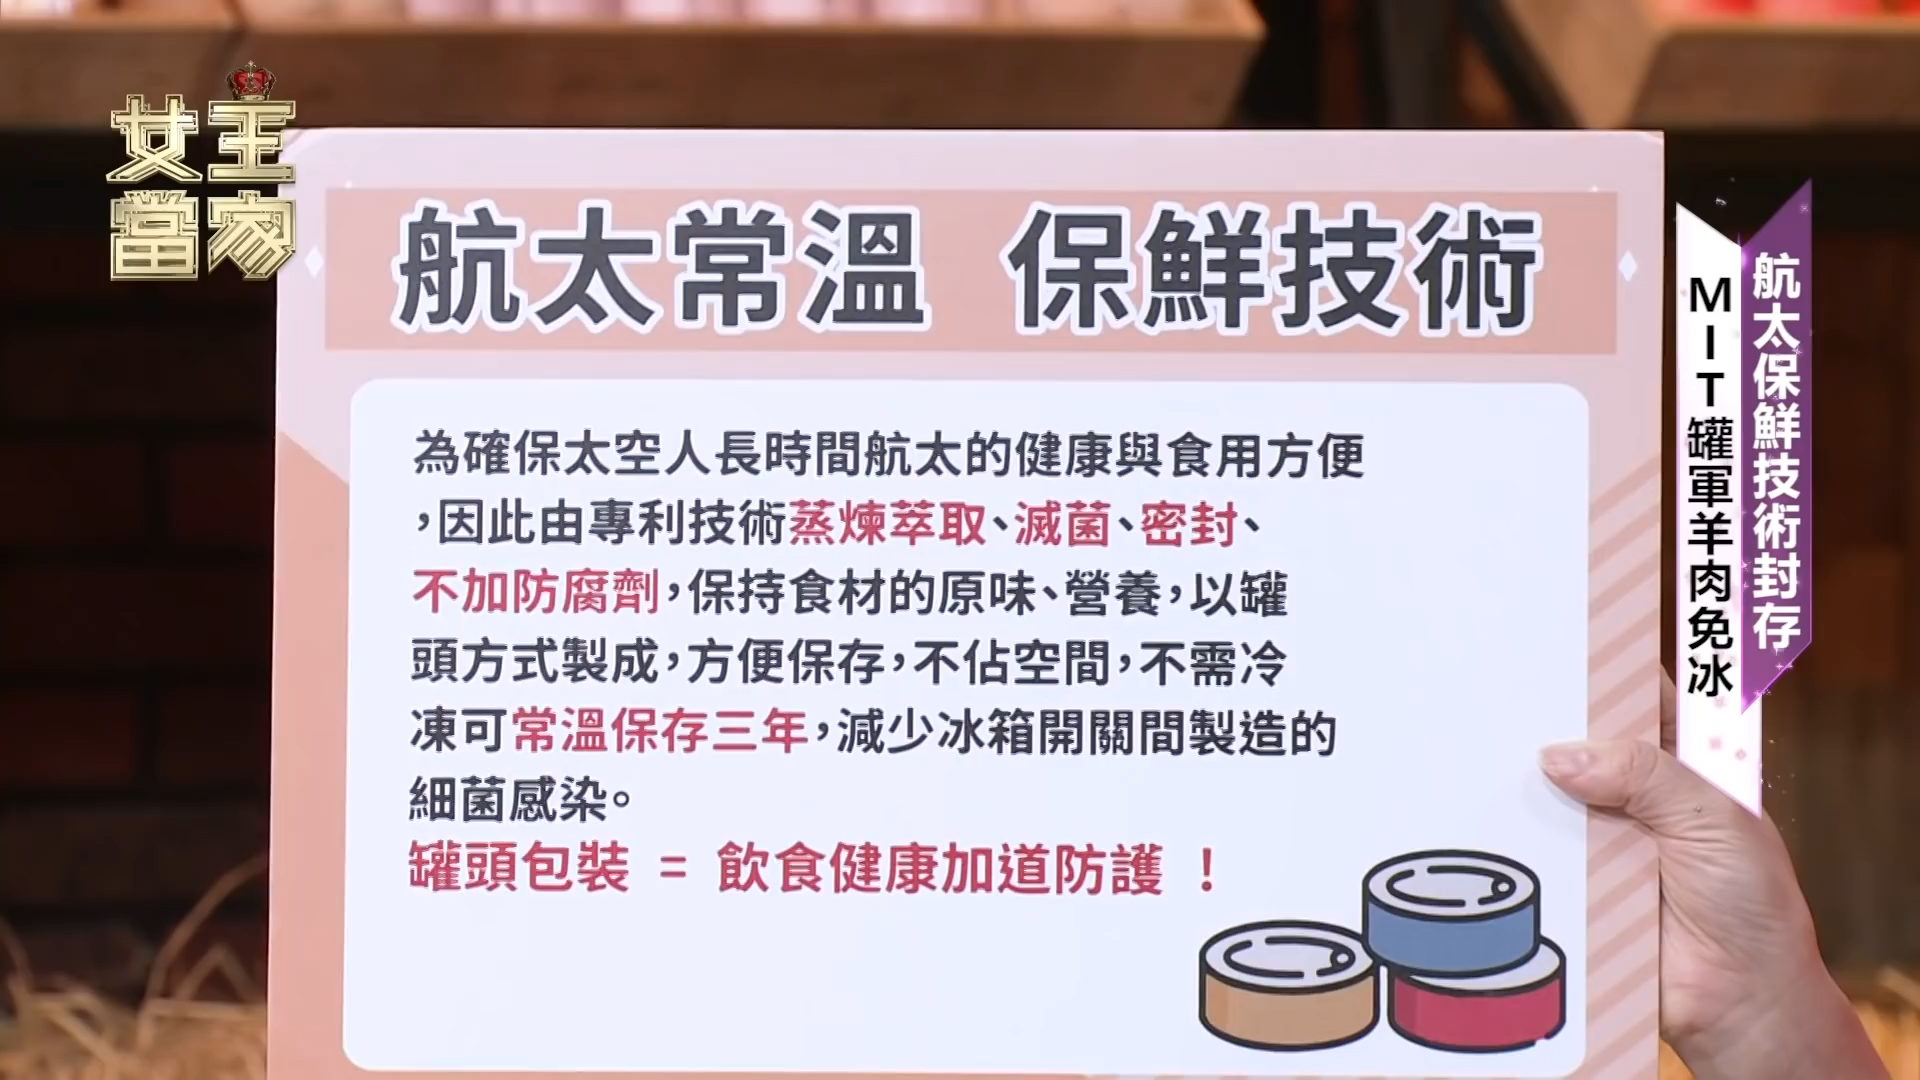 女王
當家
航太常溫 保鮮技術
為確保太空人長時間航太的健康與食用方便
,因此由專利技術蒸煉萃取、滅菌、密封、
不加防腐劑,保持食材的原味、營養,以罐
頭方式製成,方便保存,不佔空間,不需冷
凍可常溫保存三年,減少冰箱開關間製造的
細菌感染。
罐頭包裝 = 飲食健康加道防護 !
航太保鮮技術封存
MIT罐軍羊肉免冰